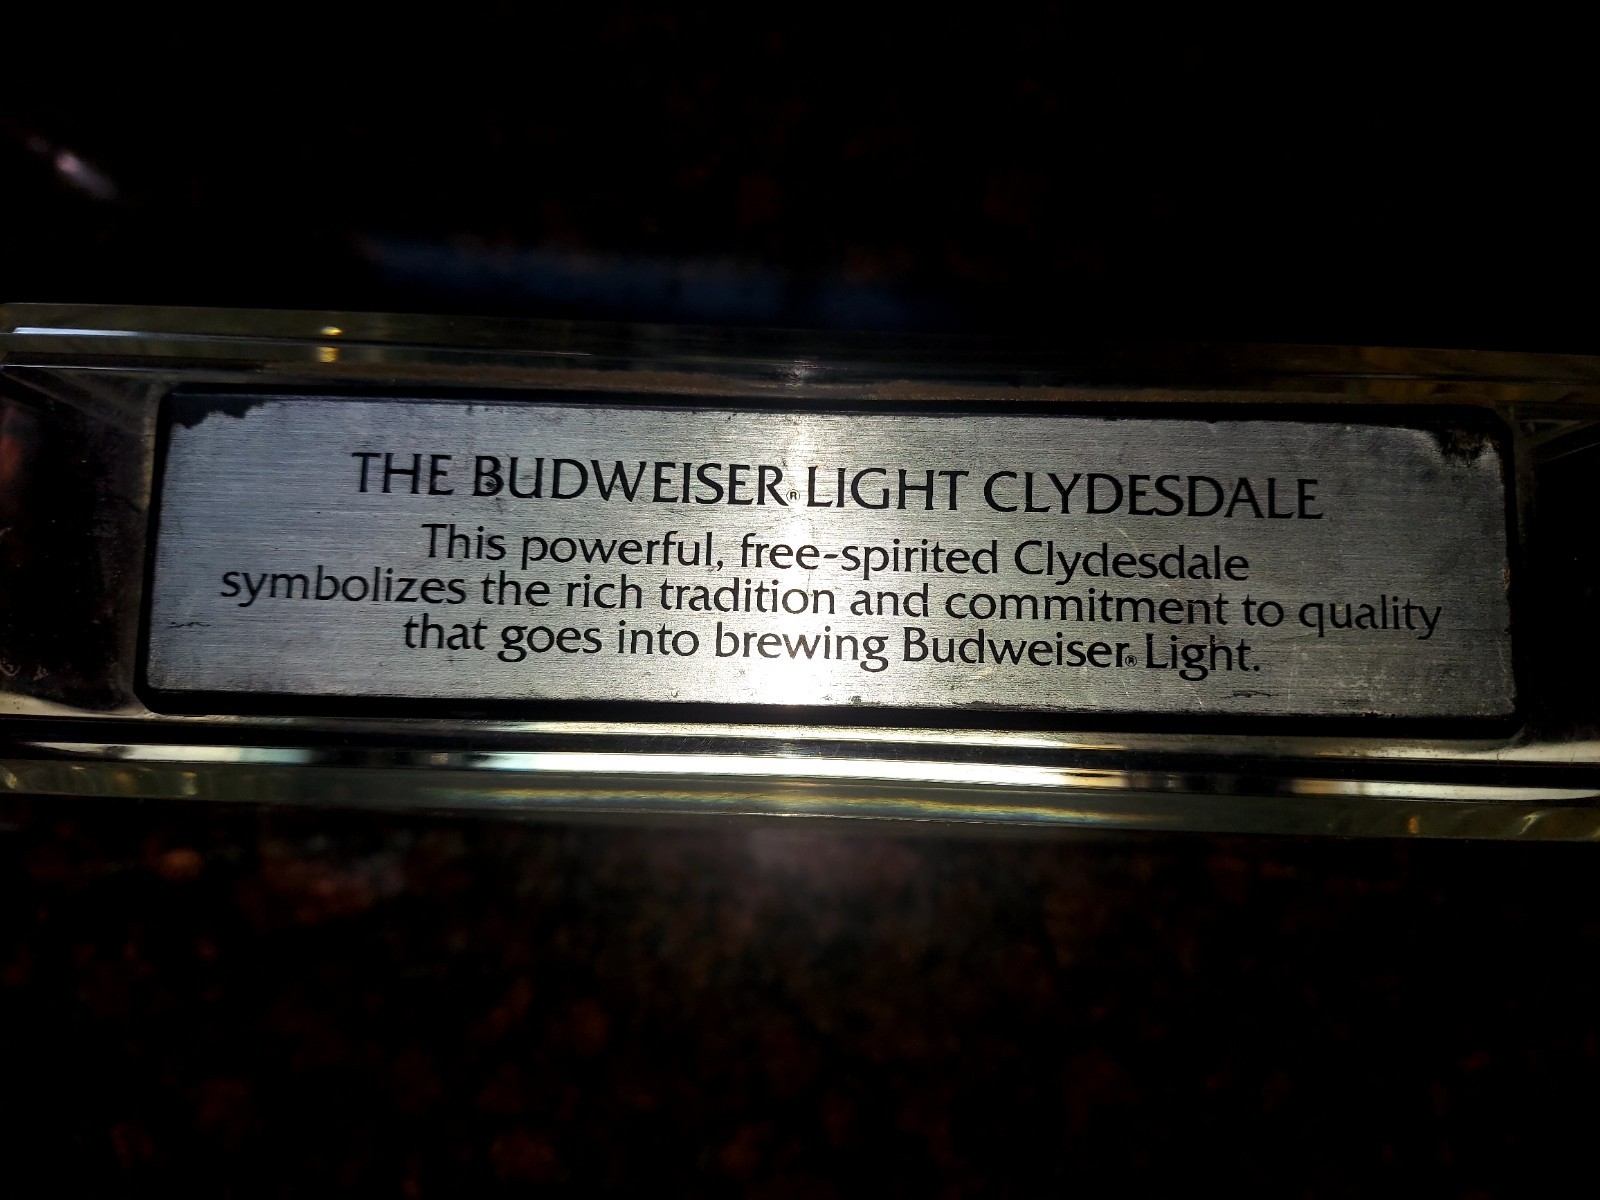 THE BUDWEISER® LIGHT CLYDESDALE
This powerful, free-spirited Clydesdale
symbolizes the rich tradition and commitment to quality
that goes into brewing Budweiser® Light.